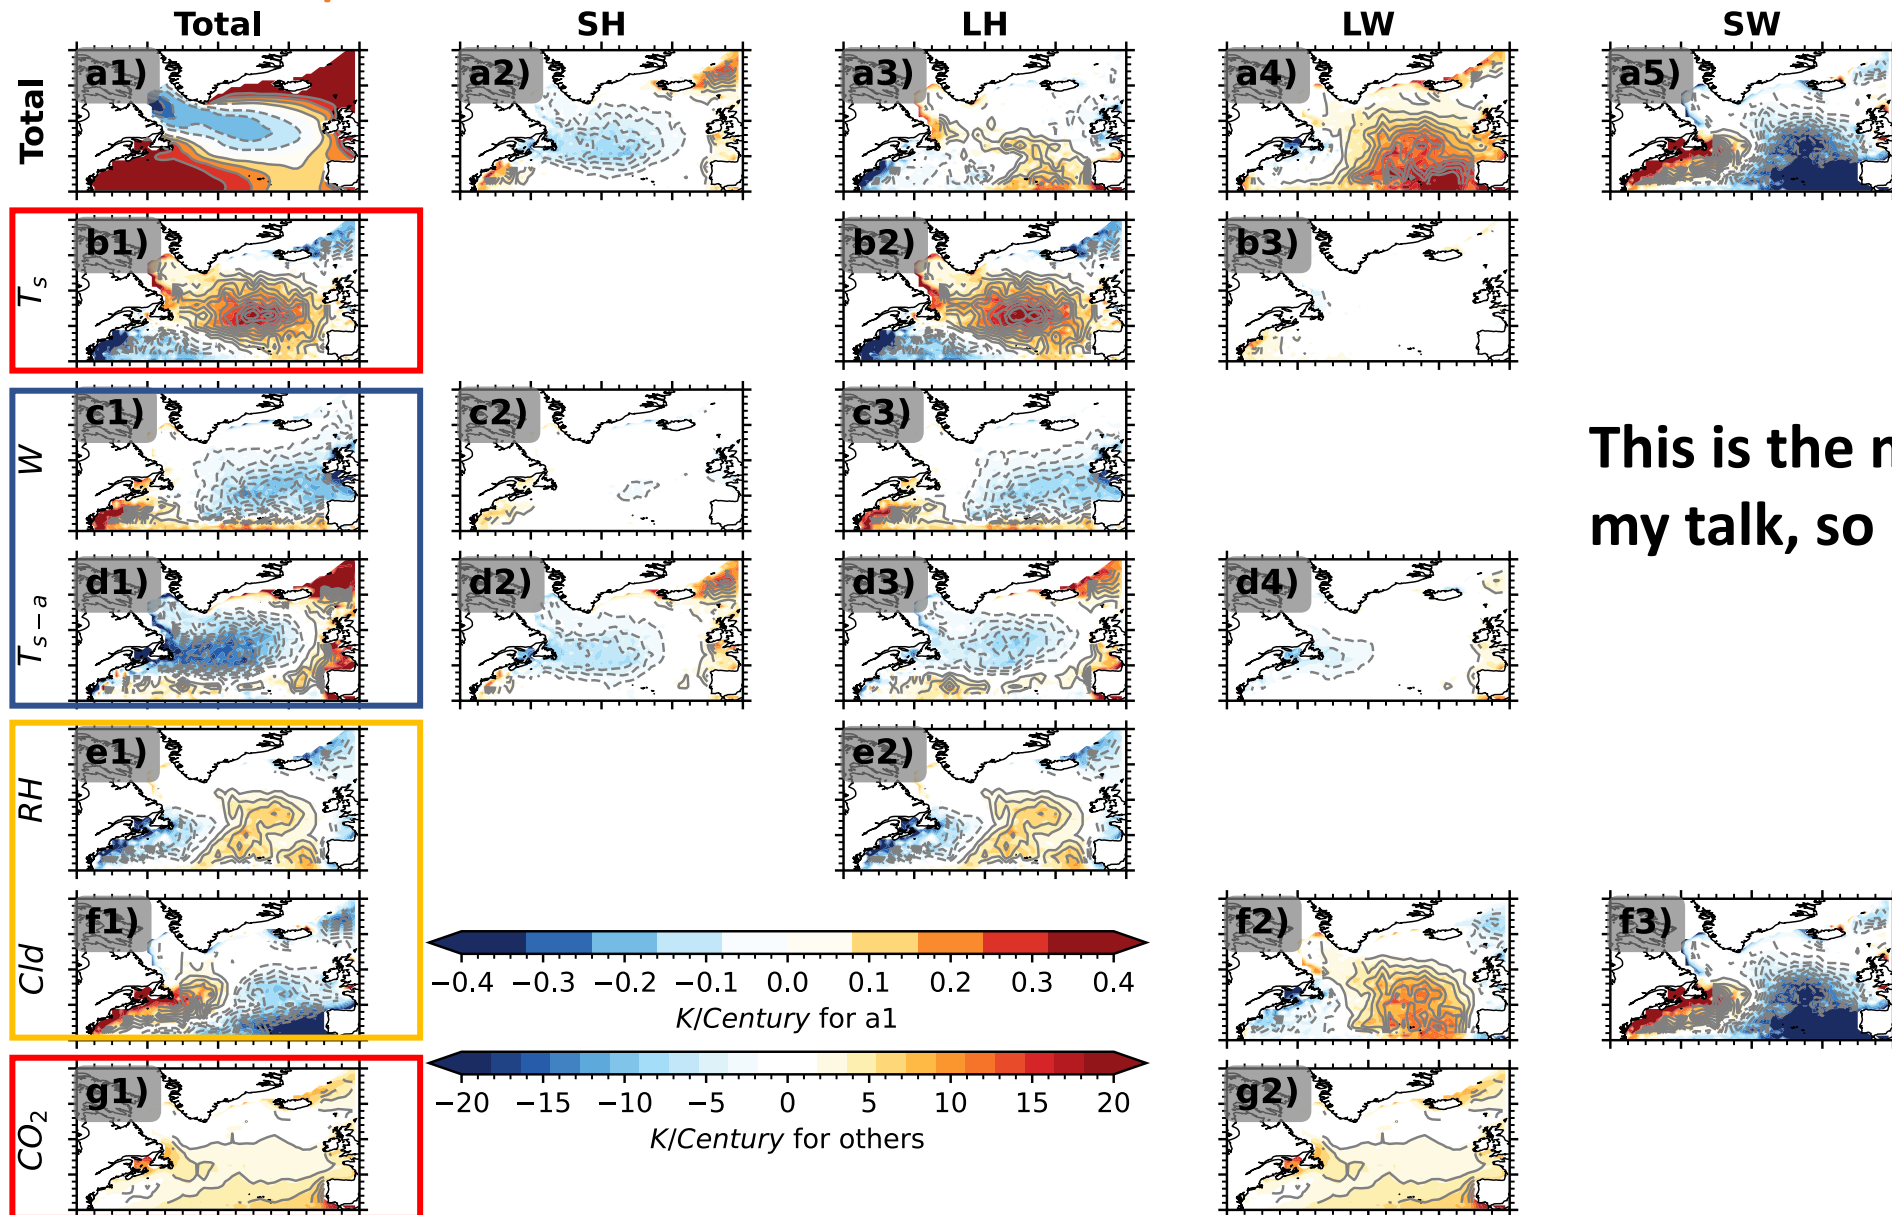 Total SH LH LW SW
Total a1) a2) a3) a4) a5)
T_s b1) b2) b3)
W c1) c2) c3)
This is the
my talk, so
T_{s−a} d1) d2) d3) d4)
RH e1) e2)
Cld f1) f2) f3)
−0.4 −0.3 −0.2 −0.1 0.0 0.1 0.2 0.3 0.4
K/Century for a1
CO₂ g1) g2)
−20 −15 −10 −5 0 5 10 15 20
K/Century for others